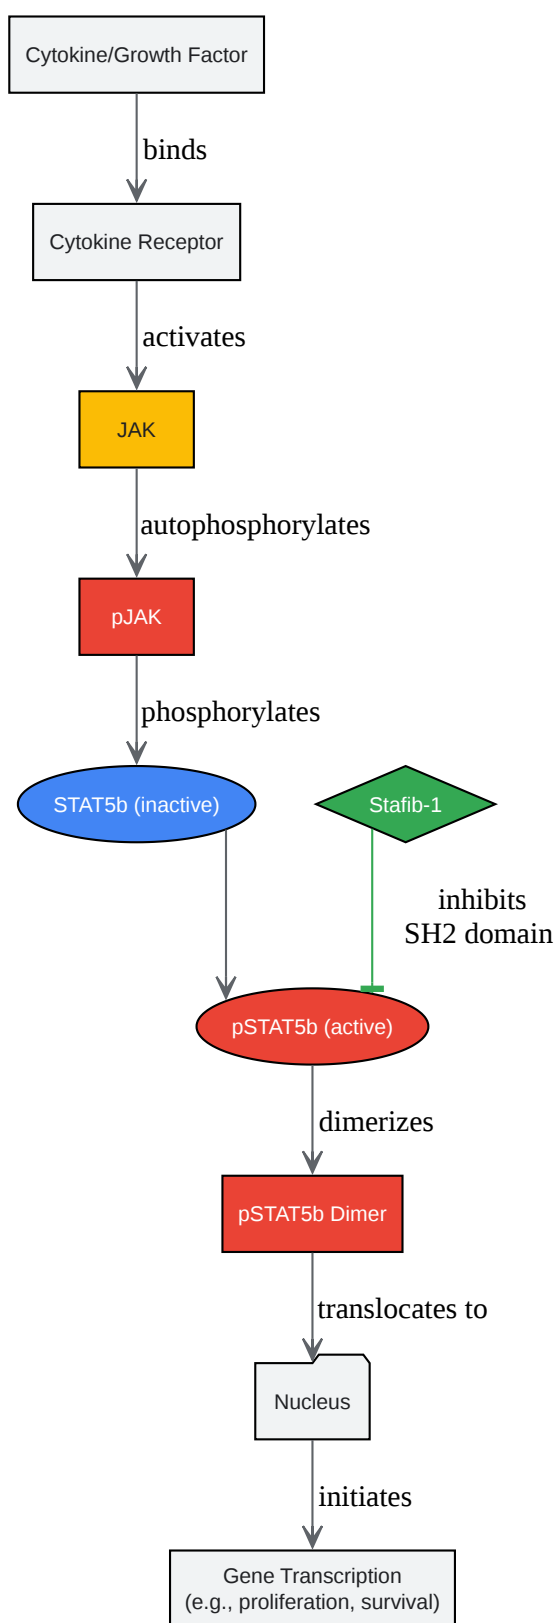 Cytokine/Growth Factor
binds
Cytokine Receptor
activates
JAK
autophosphorylates
pJAK
phosphorylates
STAT5b (inactive)
Stafib-1
inhibits
SH2 domain
pSTAT5b (active)
dimerizes
pSTAT5b Dimer
translocates to
Nucleus
initiates
Gene Transcription
(e.g., proliferation, survival)